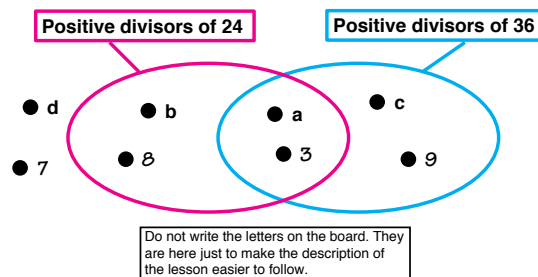 Positive divisors of 24
Positive divisors of 36
d
b
a
c
7
8
3
9
Do not write the letters on the board. They
are here just to make the description of
the lesson easier to follow.